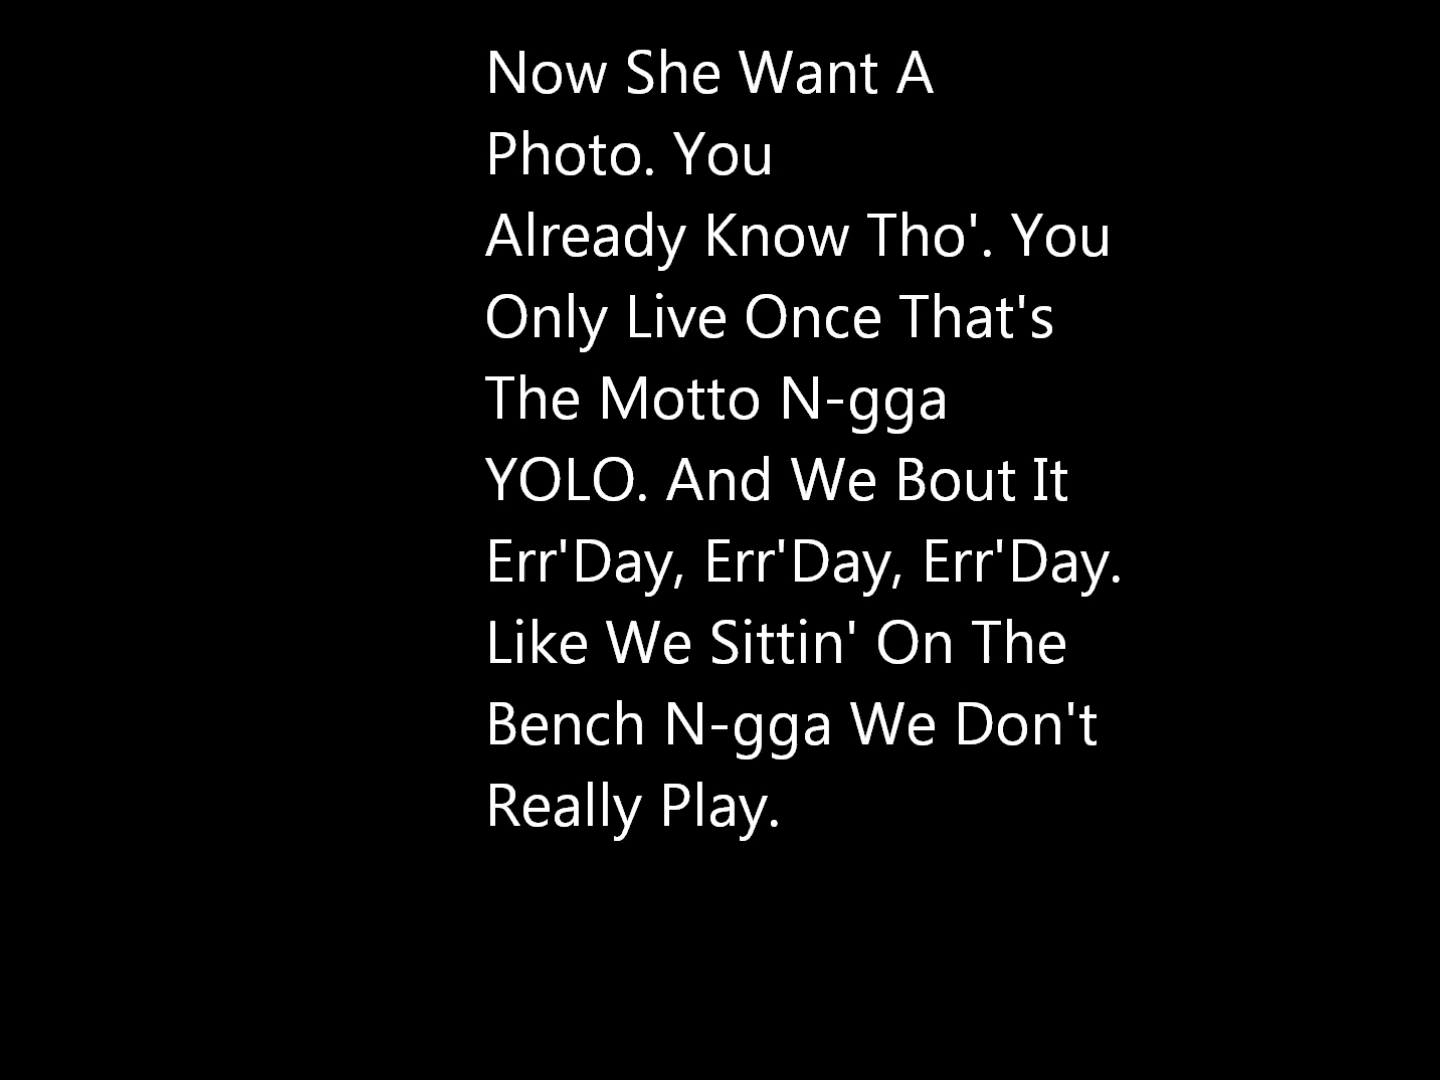 Now She Want A
Photo. You
Already Know Tho'. You
Only Live Once That's
The Motto N-gga
YOLO. And We Bout It
Err'Day, Err'Day, Err'Day.
Like We Sittin' On The
Bench N-gga We Don't
Really Play.